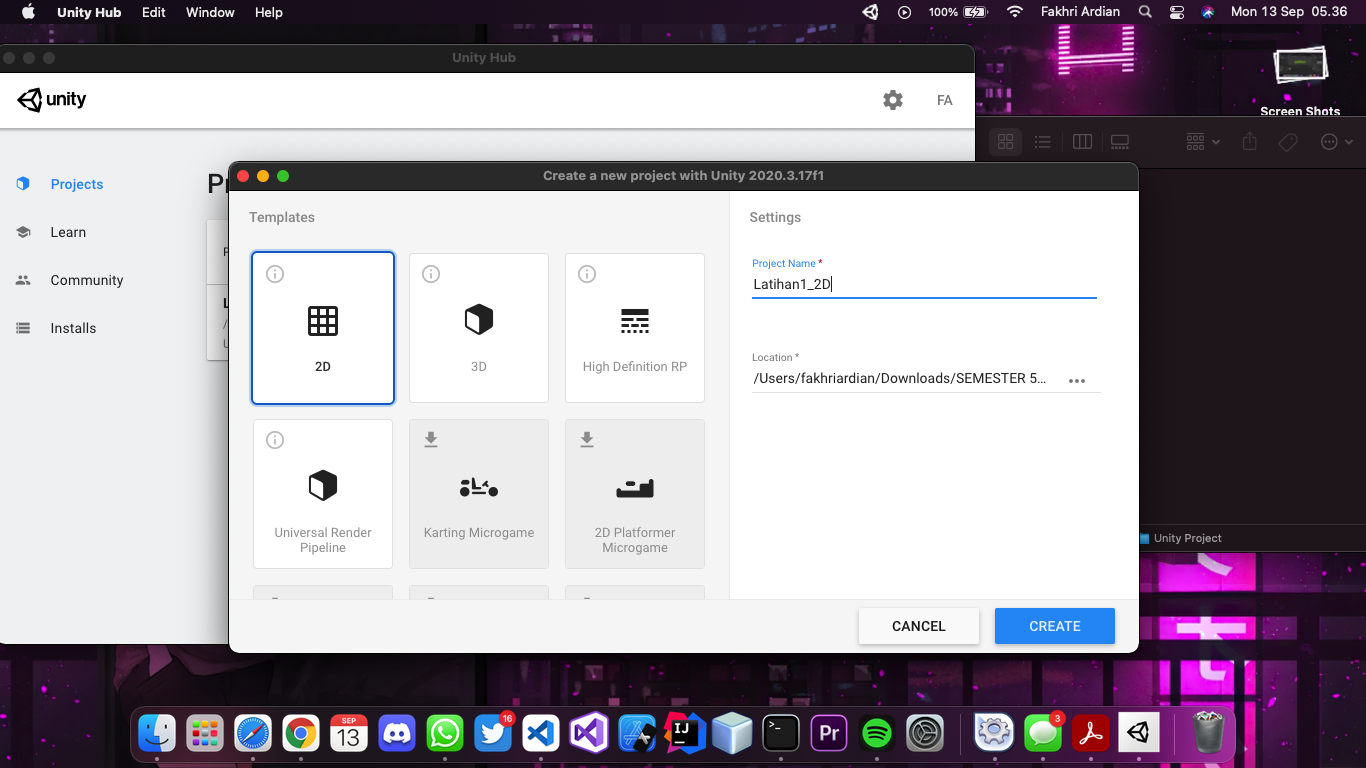 Unity Hub Edit Window Help 100% Fakhri Ardian Mon 13 Sep 05.36
Unity Hub
unity
FA
Screen Shots
Projects
Learn
Community
Installs
Create a new project with Unity 2020.3.17f1
Templates
2D
3D
High Definition RP
Universal Render
Pipeline
Karting Microgame
2D Platformer
Microgame
Settings
Project Name *
Latihan1_2D
Location *
/Users/fakhriardian/Downloads/SEMESTER 5...
CANCEL
CREATE
Unity Project
SEP
13
16
IJ
Pr
3